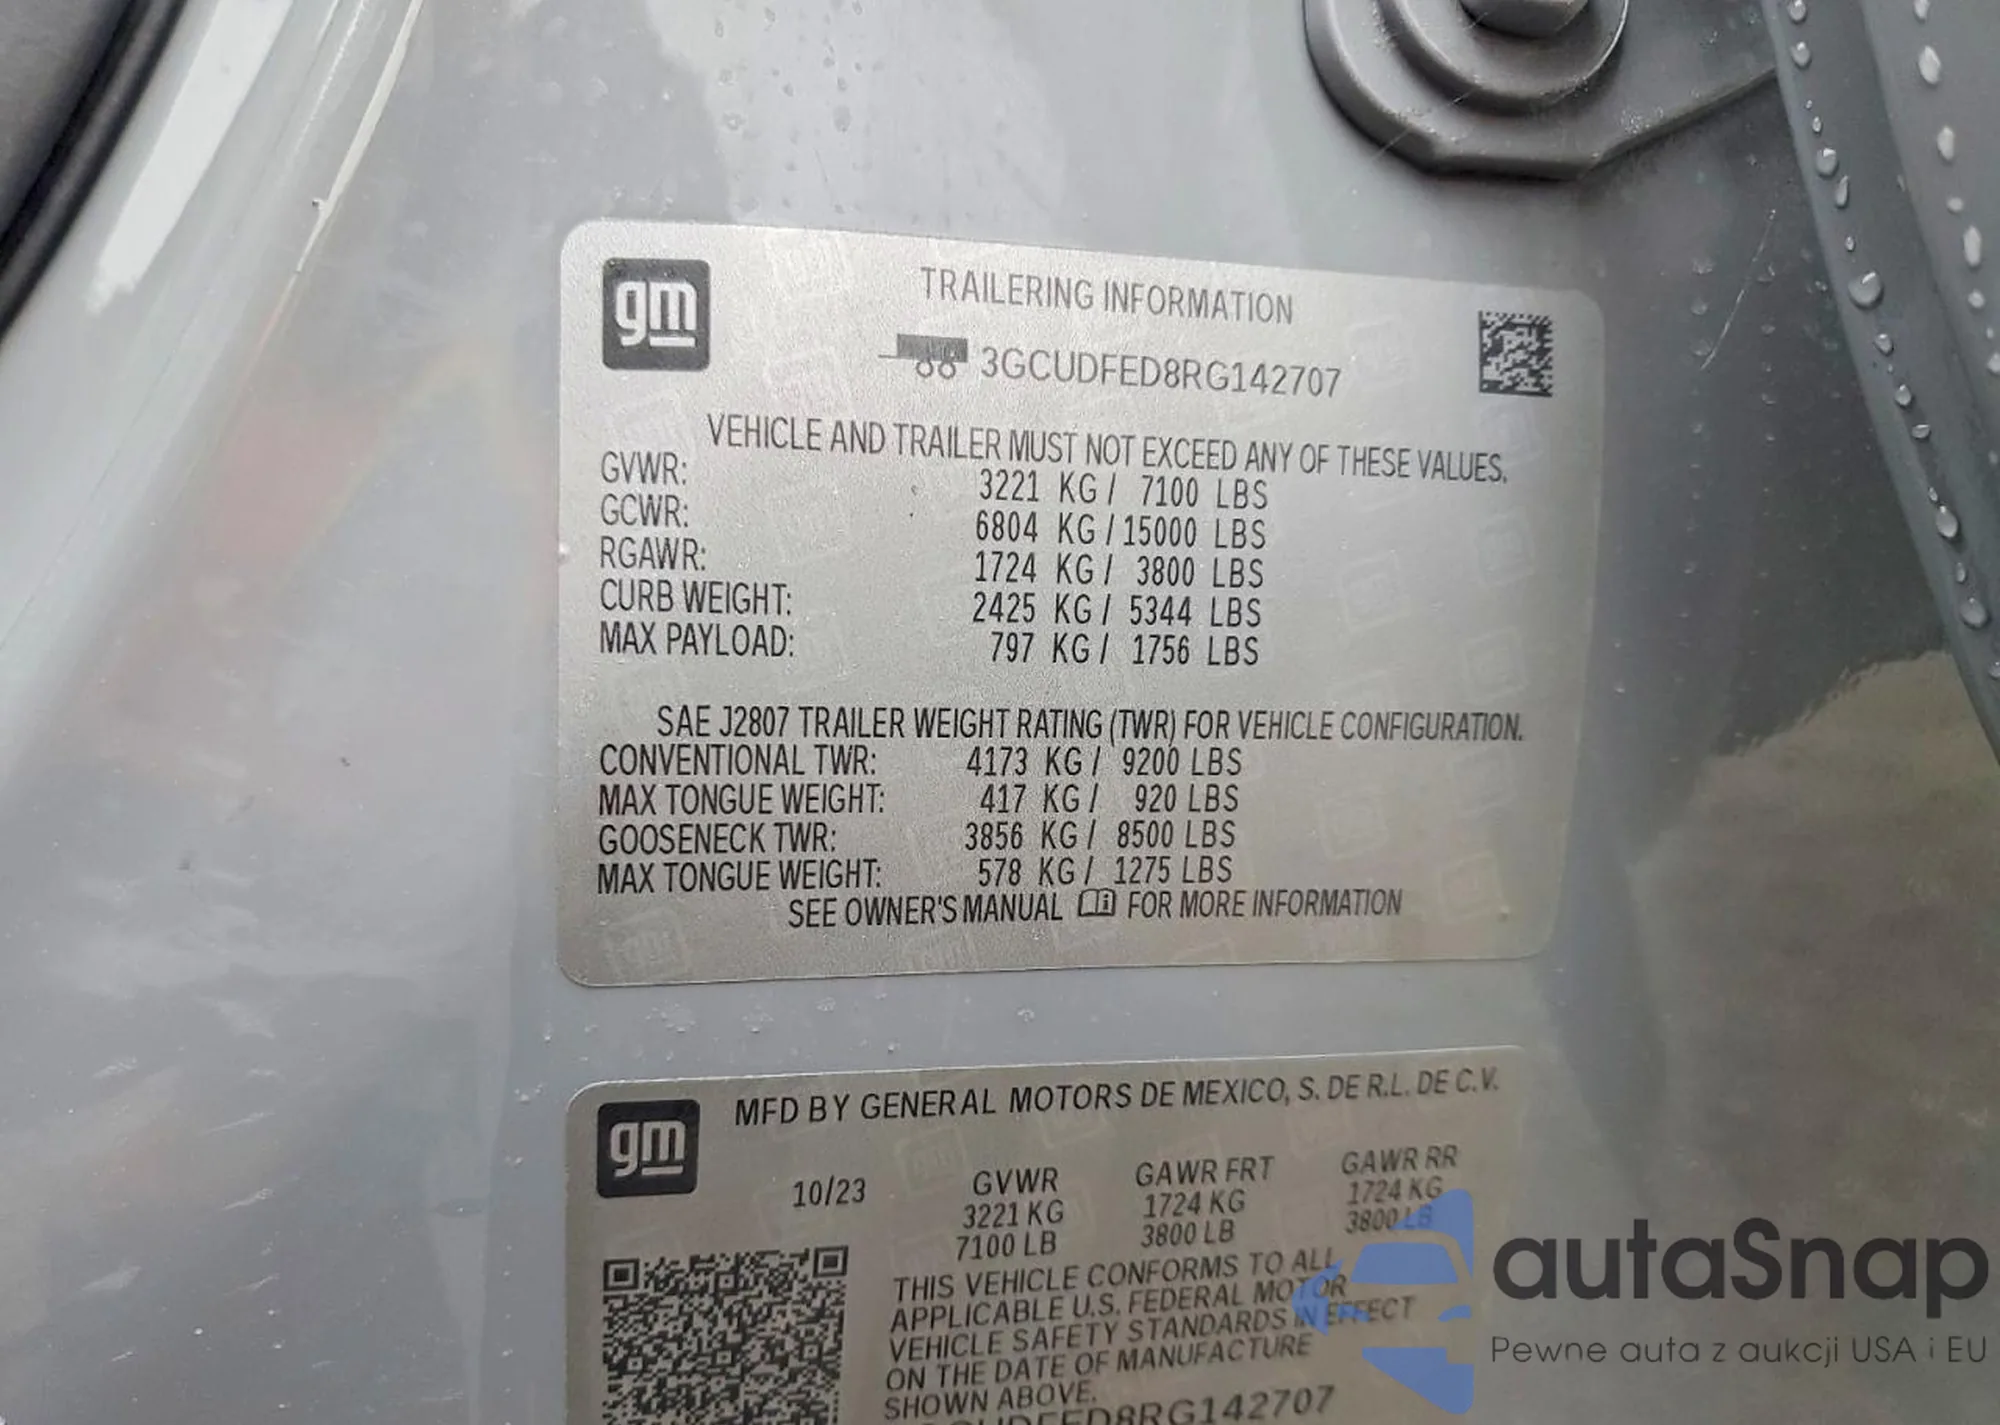 gm
TRAILERING INFORMATION
3GCUDFED8RG142707
VEHICLE AND TRAILER MUST NOT EXCEED ANY OF THESE VALUES.
GVWR: 3221 KG / 7100 LBS
GCWR: 6804 KG / 15000 LBS
RGAWR: 1724 KG / 3800 LBS
CURB WEIGHT: 2425 KG / 5344 LBS
MAX PAYLOAD: 797 KG / 1756 LBS
SAE J2807 TRAILER WEIGHT RATING (TWR) FOR VEHICLE CONFIGURATION.
CONVENTIONAL TWR: 4173 KG / 9200 LBS
MAX TONGUE WEIGHT: 417 KG / 920 LBS
GOOSENECK TWR: 3856 KG / 8500 LBS
MAX TONGUE WEIGHT: 578 KG / 1275 LBS
SEE OWNER'S MANUAL FOR MORE INFORMATION
gm
MFD BY GENERAL MOTORS DE MEXICO, S. DE R.L. DE C.V.
10/23 GVWR GAWR FRT GAWR RR
3221 KG 1724 KG 1724 KG
7100 LB 3800 LB 3800 LB
THIS VEHICLE CONFORMS TO ALL
APPLICABLE U.S. FEDERAL MOTOR
VEHICLE SAFETY STANDARDS IN EFFECT
ON THE DATE OF MANUFACTURE
SHOWN ABOVE.
3GCUDFED8RG142707
autaSnap
Pewne auta z aukcji USA i EU